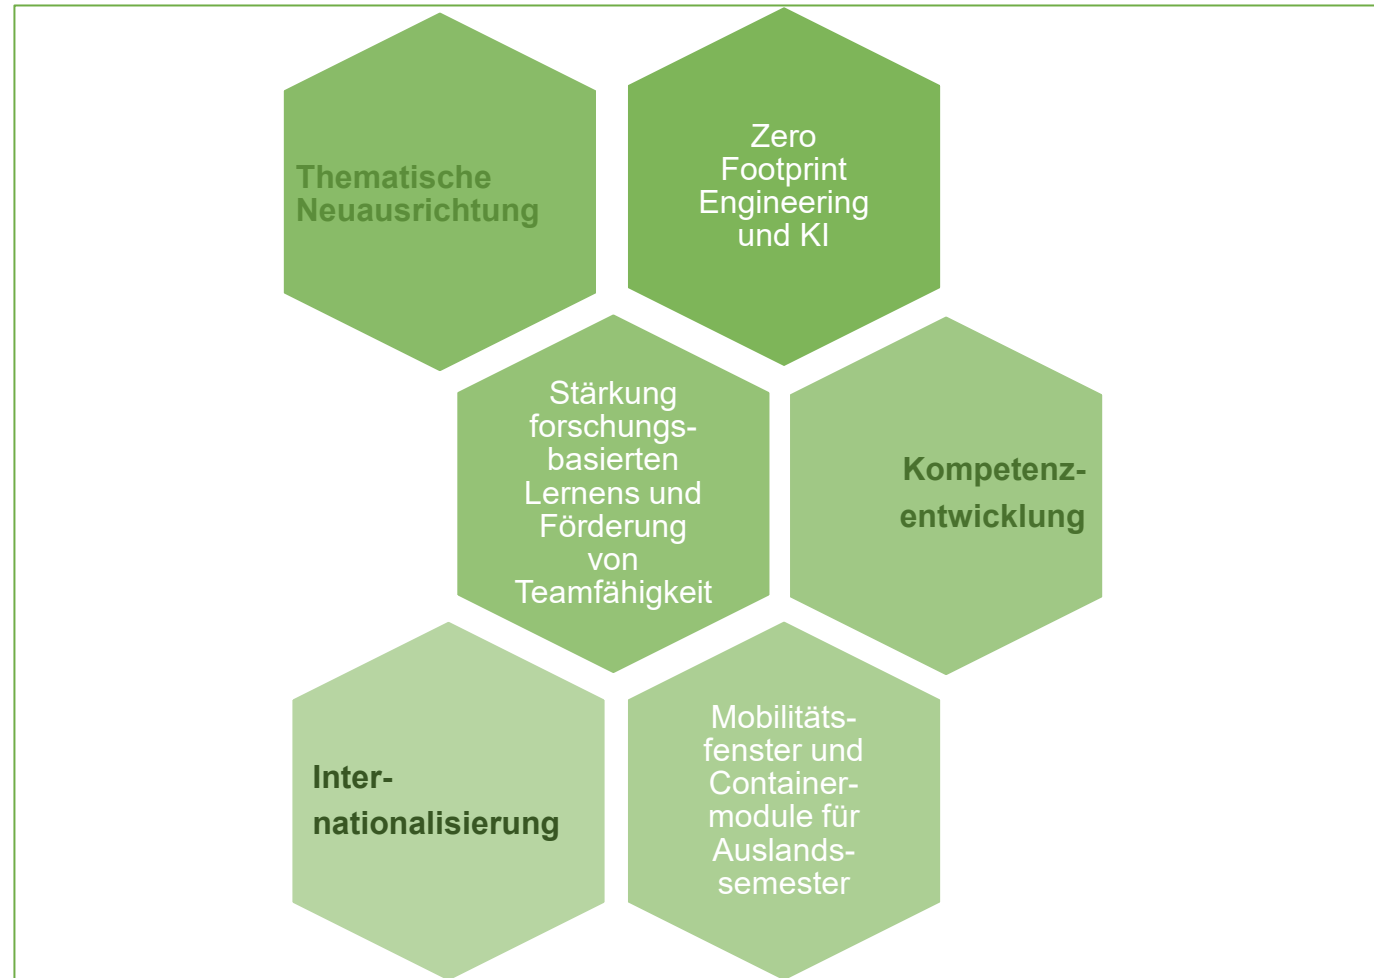 Thematische
Neuausrichtung
Zero
Footprint
Engineering
und KI
Stärkung
forschungs-
basierten
Lernens und
Förderung
von
Teamfähigkeit
Kompetenz-
entwicklung
Inter-
nationalisierung
Mobilitäts-
fenster und
Container-
module für
Auslands-
semester